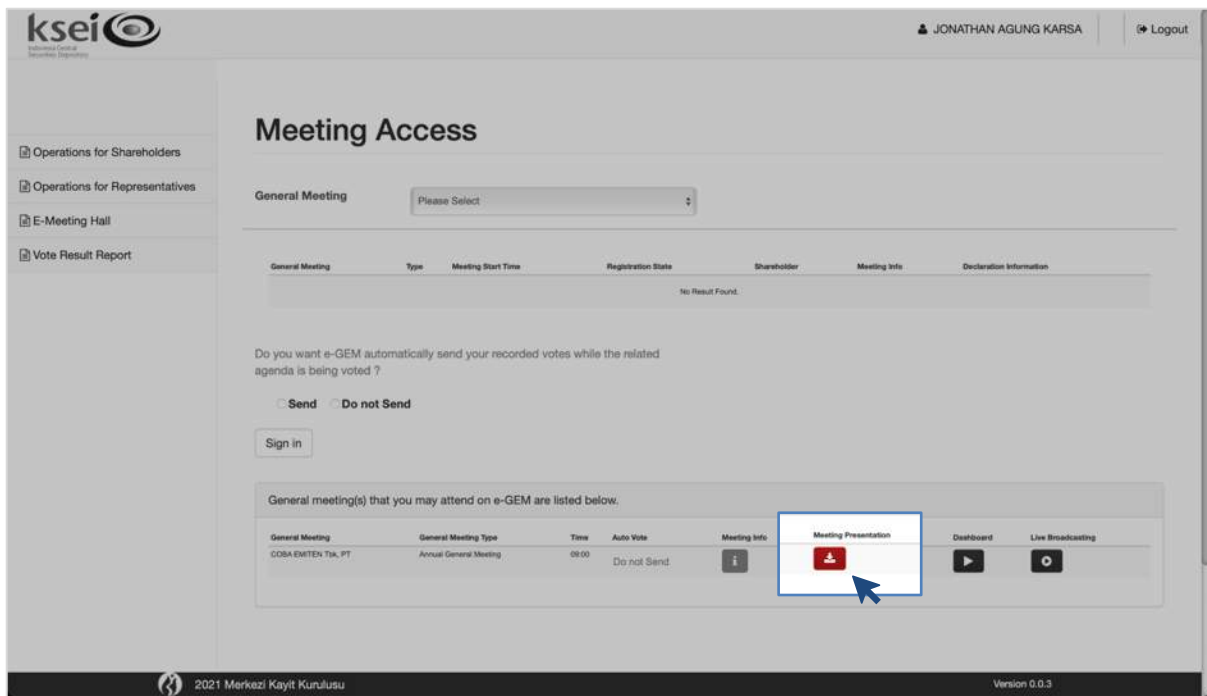 ksei
Indonesia Central
Securities Depository
JONATHAN AGUNG KARSA
Logout
Meeting Access
Operations for Shareholders
Operations for Representatives
E-Meeting Hall
Vote Result Report
General Meeting
Please Select
General Meeting Type Meeting Start Time Registration State Shareholder Meeting Info Declaration Information
No Result Found.
Do you want e-GEM automatically send your recorded votes while the related
agenda is being voted ?
Send Do not Send
Sign in
General meeting(s) that you may attend on e-GEM are listed below.
General Meeting General Meeting Type Time Auto Vote Meeting Info Meeting Presentation Dashboard Live Broadcasting
COBA EMITEN Tbk, PT Annual General Meeting 09:00 Do not Send
2021 Merkezi Kayit Kurulusu
Version 0.0.3